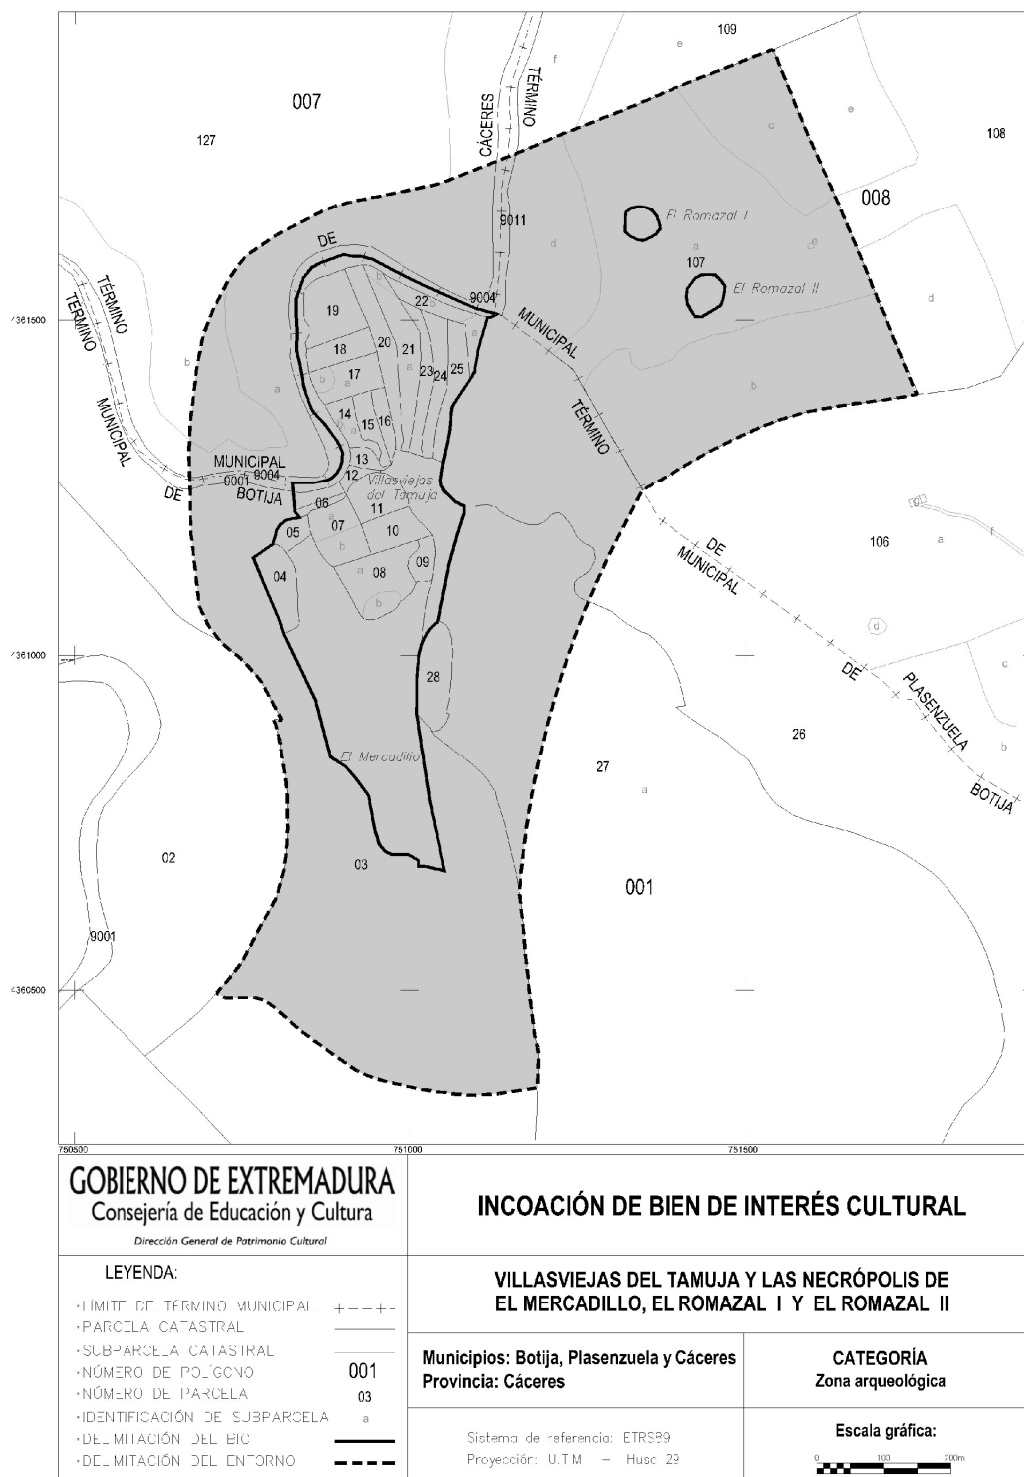 109
e
f
007
TÉRMINO
CÁCERES
127
c
e
108
008
9011
El Romazal I
DE
d
a
e
107
b
TÉRMINO
TÉRMINO
22
b
9004
El Romazal II
d
MUNICIPAL
4361500
19
a
20
21
18
b
a
23
24
25
17
b
a
a
b
14
15
16
TÉRMINO
b
a
MUNICIPAL
13
MUNICIPAL
9004
12
DE
BOTIJA
Villasviejas
del Tamuja
06
11
a
05
07
10
106
a
f
DE
MUNICIPAL
b
09
04
a
08
b
d
4361000
DE
c
28
PLASENZUELA
26
b
El Mercadillo
27
a
BOTIJA
02
03
001
9001
4360500
750500
751000
751500
GOBIERNO DE EXTREMADURA
Consejería de Educación y Cultura
Dirección General de Patrimonio Cultural
INCOACIÓN DE BIEN DE INTERÉS CULTURAL
LEYENDA:
•LÍMITE DE TÉRMINO MUNICIPAL
•PARCELA CATASTRAL
•SUBPARCELA CATASTRAL
•NÚMERO DE POLÍGONO 001
•NÚMERO DE PARCELA 03
•IDENTIFICACIÓN DE SUBPARCELA a
•DELIMITACIÓN DEL BIC
•DELIMITACIÓN DEL ENTORNO
VILLASVIEJAS DEL TAMUJA Y LAS NECRÓPOLIS DE
EL MERCADILLO, EL ROMAZAL I Y EL ROMAZAL II
Municipios: Botija, Plasenzuela y Cáceres
Provincia: Cáceres
CATEGORÍA
Zona arqueológica
Sistema de referencia: ETRS89
Proyección: U.T.M – Huso 29
Escala gráfica:
0 100 200m